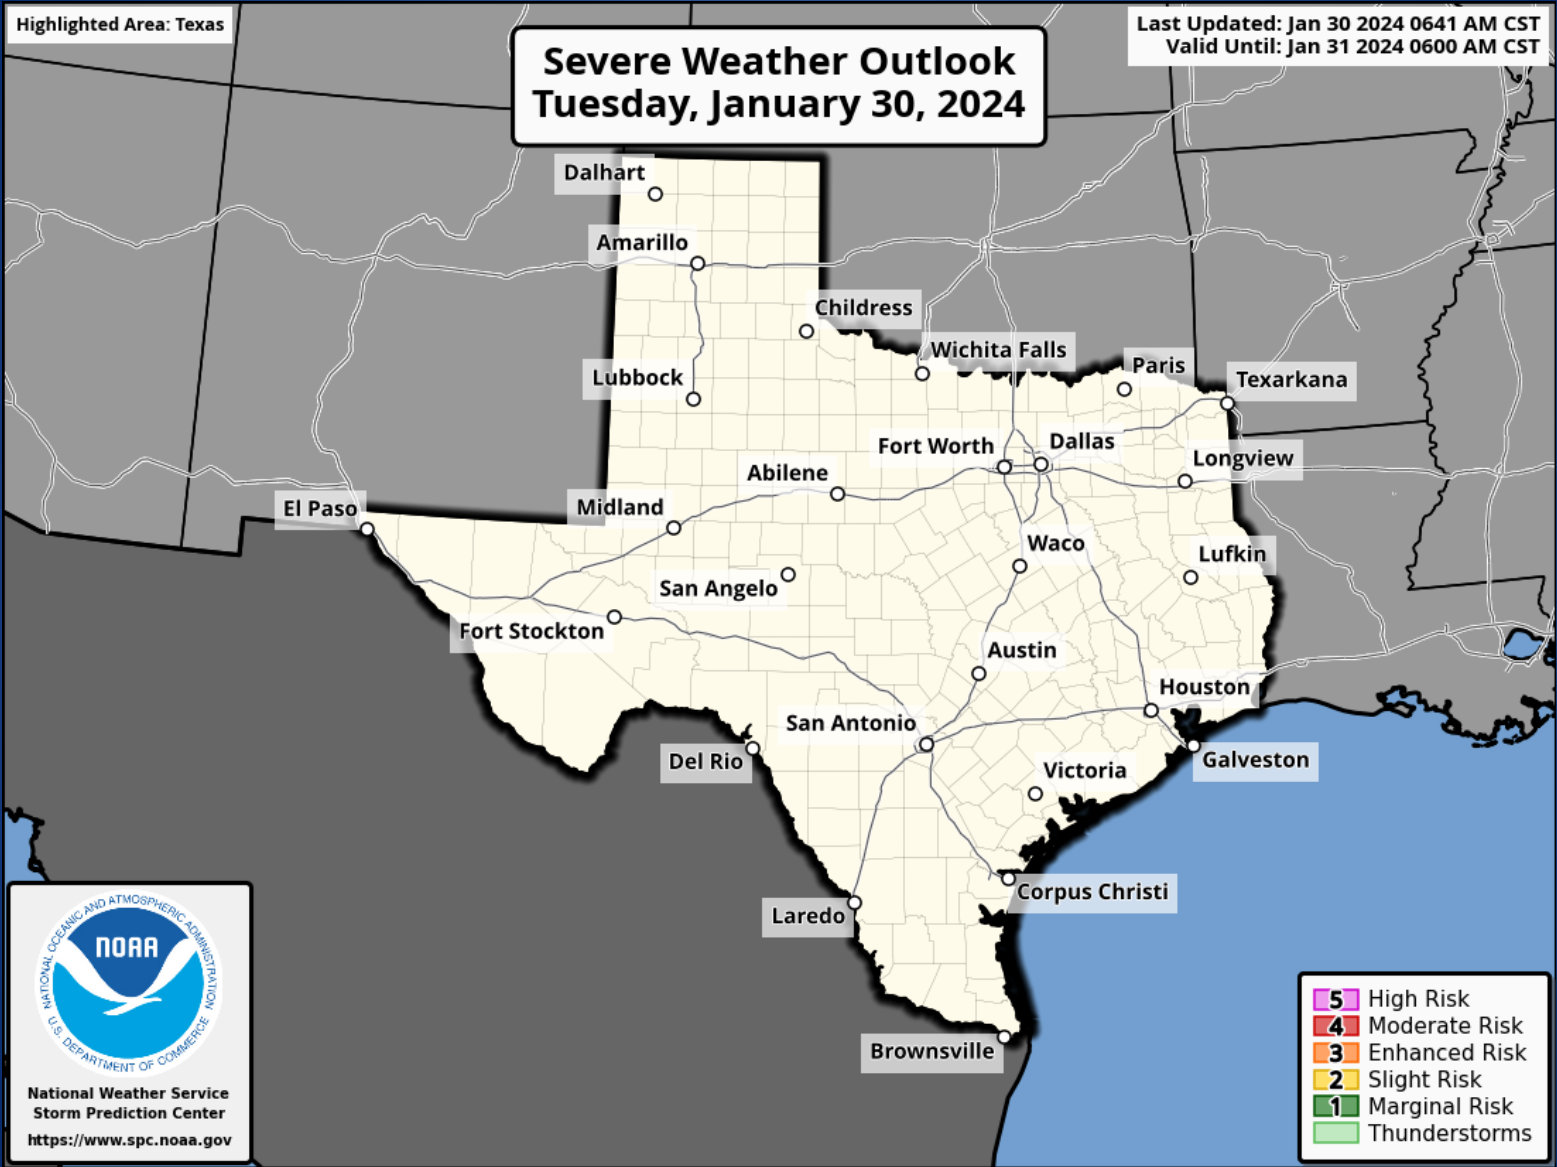 Highlighted Area: Texas
Severe Weather Outlook
Tuesday, January 30, 2024
Last Updated: Jan 30 2024 0641 AM CST
Valid Until: Jan 31 2024 0600 AM CST
Dalhart
Amarillo
Childress
Wichita Falls
Paris
Lubbock
Texarkana
Fort Worth
Dallas
Longview
Abilene
El Paso
Midland
Waco
Lufkin
San Angelo
Fort Stockton
Austin
Houston
San Antonio
Del Rio
Galveston
Victoria
Corpus Christi
Laredo
Brownsville
NATIONAL OCEANIC AND ATMOSPHERIC ADMINISTRATION
NOAA
U.S. DEPARTMENT OF COMMERCE
National Weather Service
Storm Prediction Center
https://www.spc.noaa.gov
5 High Risk
4 Moderate Risk
3 Enhanced Risk
2 Slight Risk
1 Marginal Risk
Thunderstorms